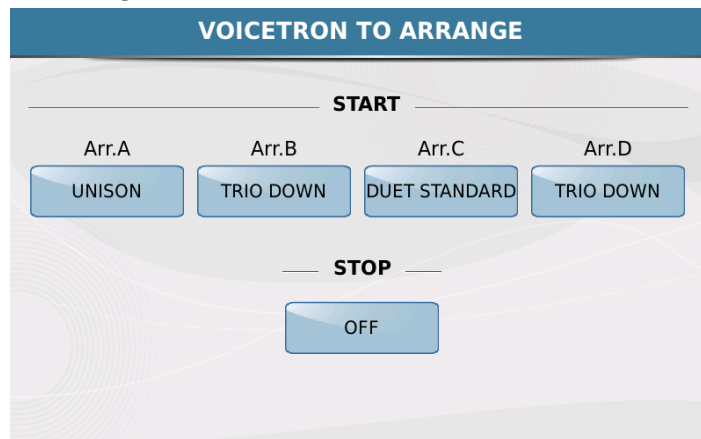 VOICETRON TO ARRANGE
START
Arr.A Arr.B Arr.C Arr.D
UNISON TRIO DOWN DUET STANDARD TRIO DOWN
STOP
OFF